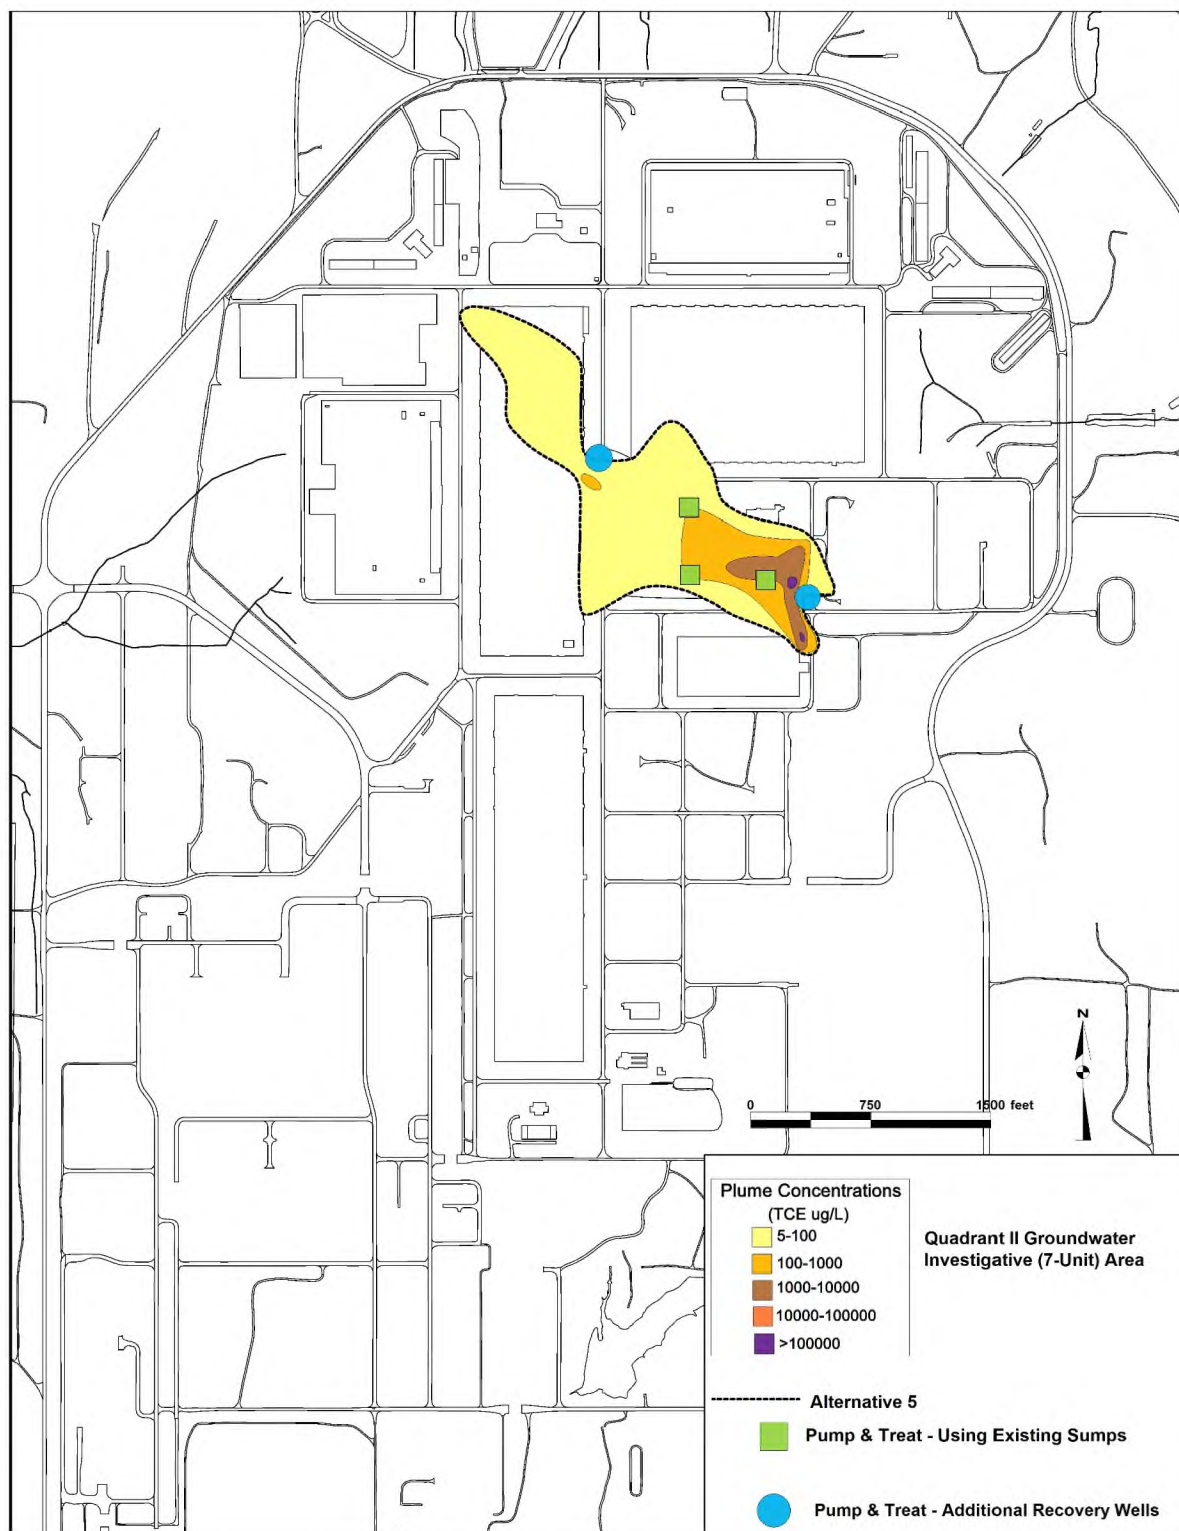 N
0 750 1500 feet
Plume Concentrations
(TCE ug/L)
5-100
100-1000
1000-10000
10000-100000
>100000
Quadrant II Groundwater
Investigative (7-Unit) Area
Alternative 5
Pump & Treat - Using Existing Sumps
Pump & Treat - Additional Recovery Wells